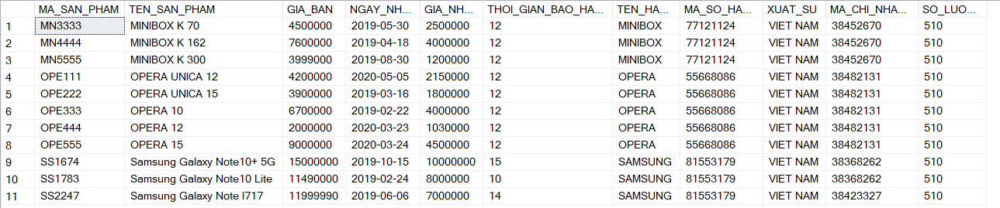 MA_SAN_PHAM TEN_SAN_PHAM GIA_BAN NGAY_NH... GIA_NH... THOI_GIAN_BAO_HA... TEN_HA... MA_SO_HA... XUAT_SU MA_CHI_NHA... SO_LUO...
1 MN3333 MINIBOX K 70 4500000 2019-05-30 2500000 12 MINIBOX 77121124 VIET NAM 38452670 510
2 MN4444 MINIBOX K 162 7600000 2019-04-18 4000000 12 MINIBOX 77121124 VIET NAM 38452670 510
3 MN5555 MINIBOX K 300 3999000 2019-08-30 1200000 12 MINIBOX 77121124 VIET NAM 38452670 510
4 OPE111 OPERA UNICA 12 4200000 2020-05-05 2150000 12 OPERA 55668086 VIET NAM 38482131 510
5 OPE222 OPERA UNICA 15 3900000 2019-03-16 1800000 12 OPERA 55668086 VIET NAM 38482131 510
6 OPE333 OPERA 10 6700000 2019-02-22 4000000 12 OPERA 55668086 VIET NAM 38482131 510
7 OPE444 OPERA 12 2000000 2020-03-23 1030000 12 OPERA 55668086 VIET NAM 38482131 510
8 OPE555 OPERA 15 9000000 2020-03-24 4500000 12 OPERA 55668086 VIET NAM 38482131 510
9 SS1674 Samsung Galaxy Note10+ 5G 15000000 2019-10-15 10000000 15 SAMSUNG 81553179 VIET NAM 38368262 510
10 SS1783 Samsung Galaxy Note10 Lite 11490000 2019-02-24 8000000 10 SAMSUNG 81553179 VIET NAM 38368262 510
11 SS2247 Samsung Galaxy Note I717 11999990 2019-06-06 7000000 14 SAMSUNG 81553179 VIET NAM 38423327 510